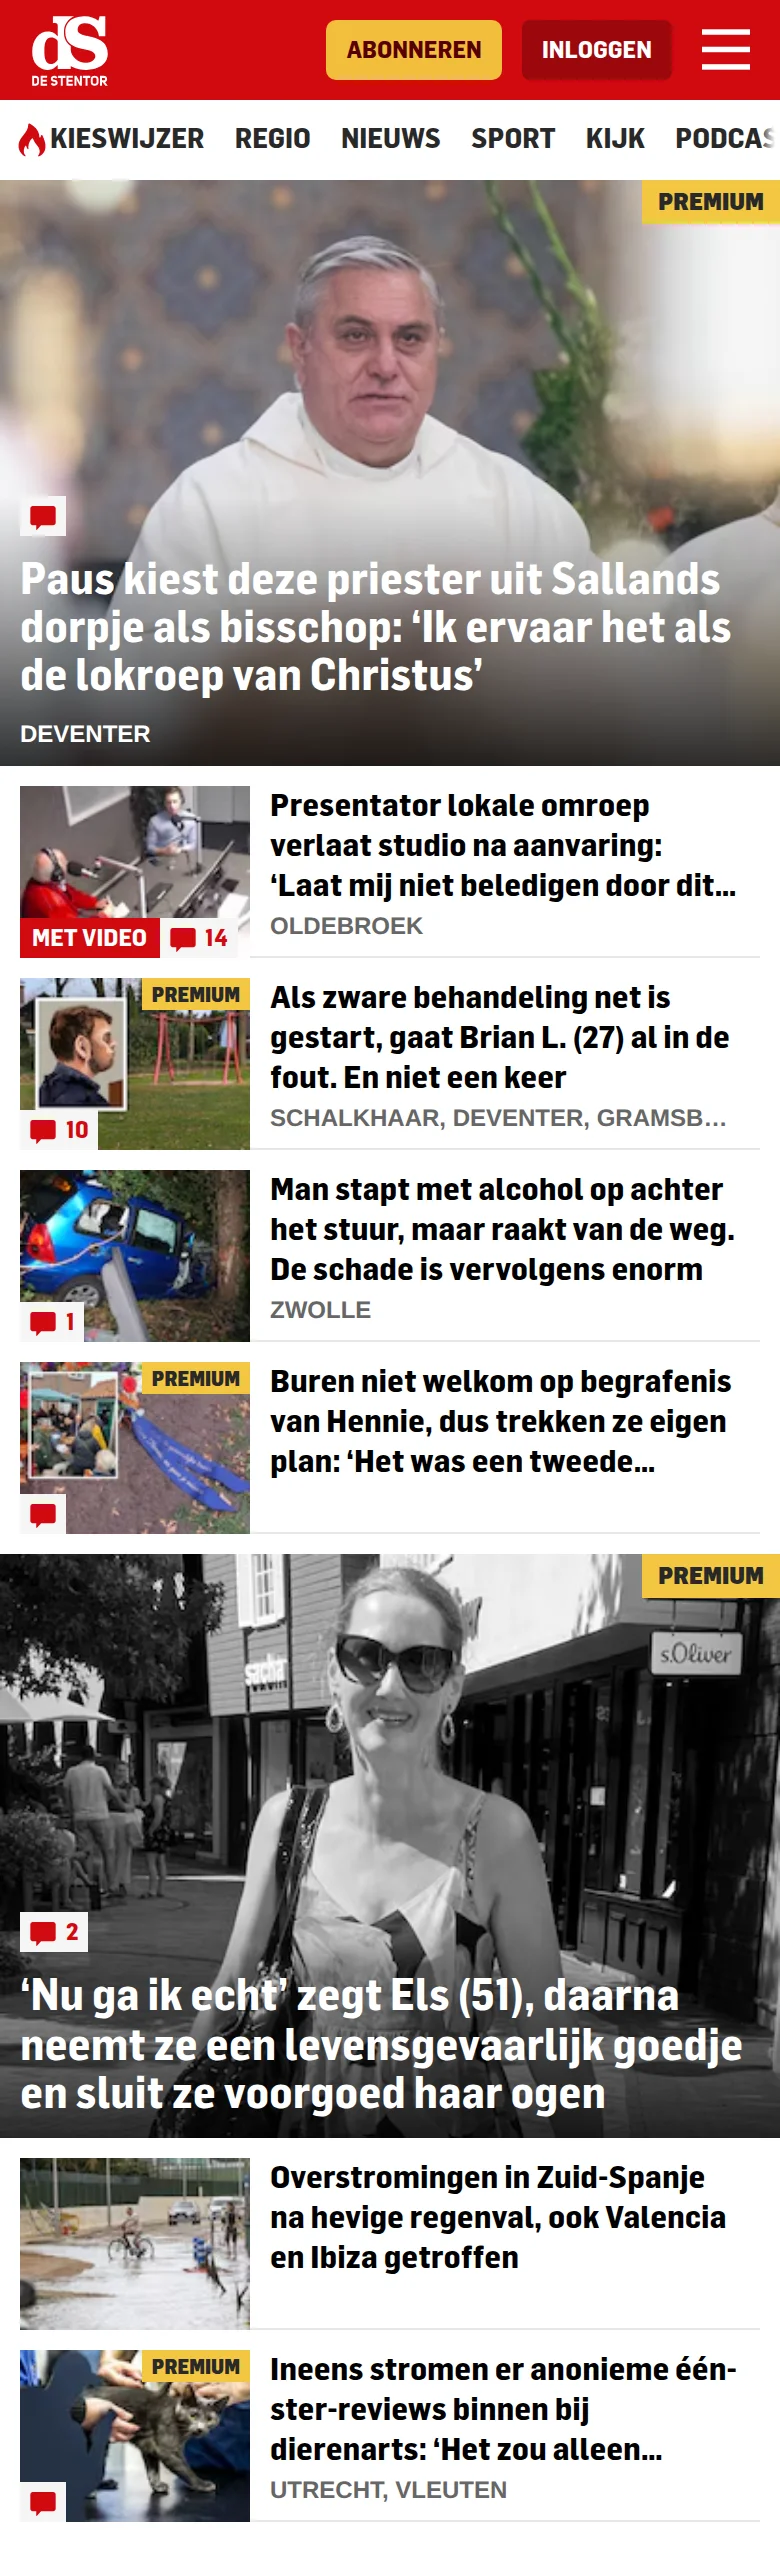 dS
DE STENTOR
ABONNEREN
INLOGGEN
KIESWIJZER REGIO NIEUWS SPORT KIJK PODCAS
PREMIUM
Paus kiest deze priester uit Sallands
dorpje als bisschop: ‘Ik ervaar het als
de lokroep van Christus’
DEVENTER
MET VIDEO
14
Presentator lokale omroep
verlaat studio na aanvaring:
‘Laat mij niet beledigen door dit...
OLDEBROEK
PREMIUM
10
Als zware behandeling net is
gestart, gaat Brian L. (27) al in de
fout. En niet een keer
SCHALKHAAR, DEVENTER, GRAMSB...
1
Man stapt met alcohol op achter
het stuur, maar raakt van de weg.
De schade is vervolgens enorm
ZWOLLE
PREMIUM
Buren niet welkom op begrafenis
van Hennie, dus trekken ze eigen
plan: ‘Het was een tweede...
PREMIUM
s.Oliver
sacha
2
‘Nu ga ik echt’ zegt Els (51), daarna
neemt ze een levensgevaarlijk goedje
en sluit ze voorgoed haar ogen
Overstromingen in Zuid-Spanje
na hevige regenval, ook Valencia
en Ibiza getroffen
PREMIUM
Ineens stromen er anonieme één-
ster-reviews binnen bij
dierenarts: ‘Het zou alleen...
UTRECHT, VLEUTEN